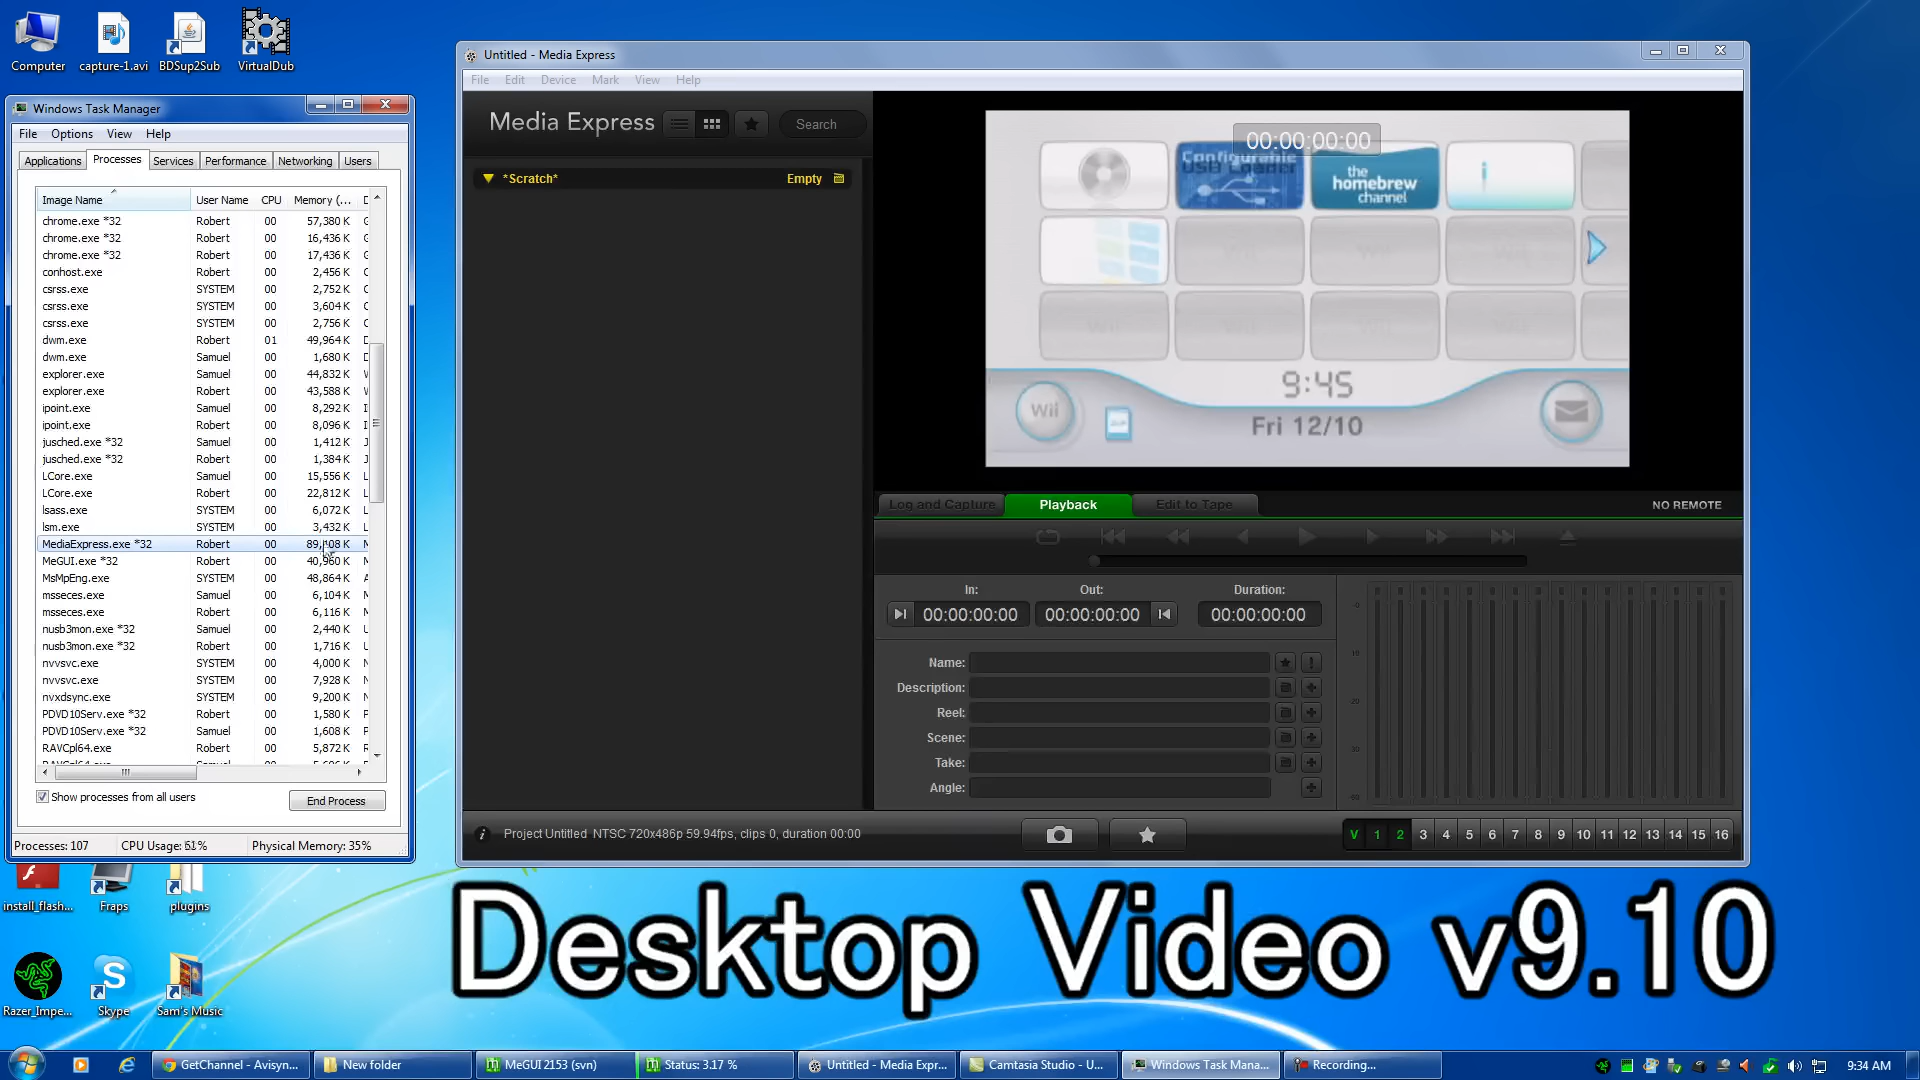 Computer
capture-1.avi
BDSup2Sub
VirtualDub
Windows Task Manager
File Options View Help
Applications Processes Services Performance Networking Users
Image Name User Name CPU Memory (... D
chrome.exe *32 Robert 00 57,380 K
chrome.exe *32 Robert 00 16,436 K
chrome.exe *32 Robert 00 17,436 K
conhost.exe Robert 00 2,456 K
csrss.exe SYSTEM 00 2,752 K
csrss.exe SYSTEM 00 3,604 K
csrss.exe SYSTEM 00 2,756 K
dwm.exe Robert 01 49,964 K
dwm.exe Samuel 00 1,680 K
explorer.exe Samuel 00 44,832 K
explorer.exe Robert 00 43,588 K
ipoint.exe Samuel 00 8,292 K
ipoint.exe Robert 00 8,096 K
jusched.exe *32 Samuel 00 1,412 K
jusched.exe *32 Robert 00 1,384 K
LCore.exe Samuel 00 15,556 K
LCore.exe Robert 00 22,812 K
lsass.exe SYSTEM 00 6,072 K
lsm.exe SYSTEM 00 3,432 K
MediaExpress.exe *32 Robert 00 89,108 K
MeGUI.exe *32 Robert 00 40,960 K
MsMpEng.exe SYSTEM 00 48,864 K
msseces.exe Samuel 00 6,104 K
msseces.exe Robert 00 6,116 K
nusb3mon.exe *32 Samuel 00 2,440 K
nusb3mon.exe *32 Robert 00 1,716 K
nvvsvc.exe SYSTEM 00 4,000 K
nvvsvc.exe SYSTEM 00 7,928 K
nvxdsync.exe SYSTEM 00 9,200 K
PDVD10Serv.exe *32 Robert 00 1,580 K
PDVD10Serv.exe *32 Samuel 00 1,608 K
RAVCpl64.exe Robert 00 5,872 K
Show processes from all users
End Process
Processes: 107 CPU Usage: 61% Physical Memory: 35%
Untitled - Media Express
File Edit Device Mark View Help
Media Express
Search
*Scratch* Empty
00:00:00:00
Configurable
USB Loader
the
homebrew
channel
9:45
Wii
Fri 12/10
Log and Capture Playback Edit to Tape NO REMOTE
In: Out: Duration:
00:00:00:00 00:00:00:00 00:00:00:00
Name:
Description:
Reel:
Scene:
Take:
Angle:
Project Untitled NTSC 720x486p 59.94fps, clips 0, duration 00:00
V 1 2 3 4 5 6 7 8 9 10 11 12 13 14 15 16
install_flash...
Fraps
plugins
Desktop Video v9.10
Razer_Impe...
Skype
Sam's Music
GetChannel - Avisyn...
New folder
MeGUI 2153 (svn)
Status: 3.17 %
Untitled - Media Expr...
Camtasia Studio - U...
Windows Task Mana...
Recording...
9:34 AM